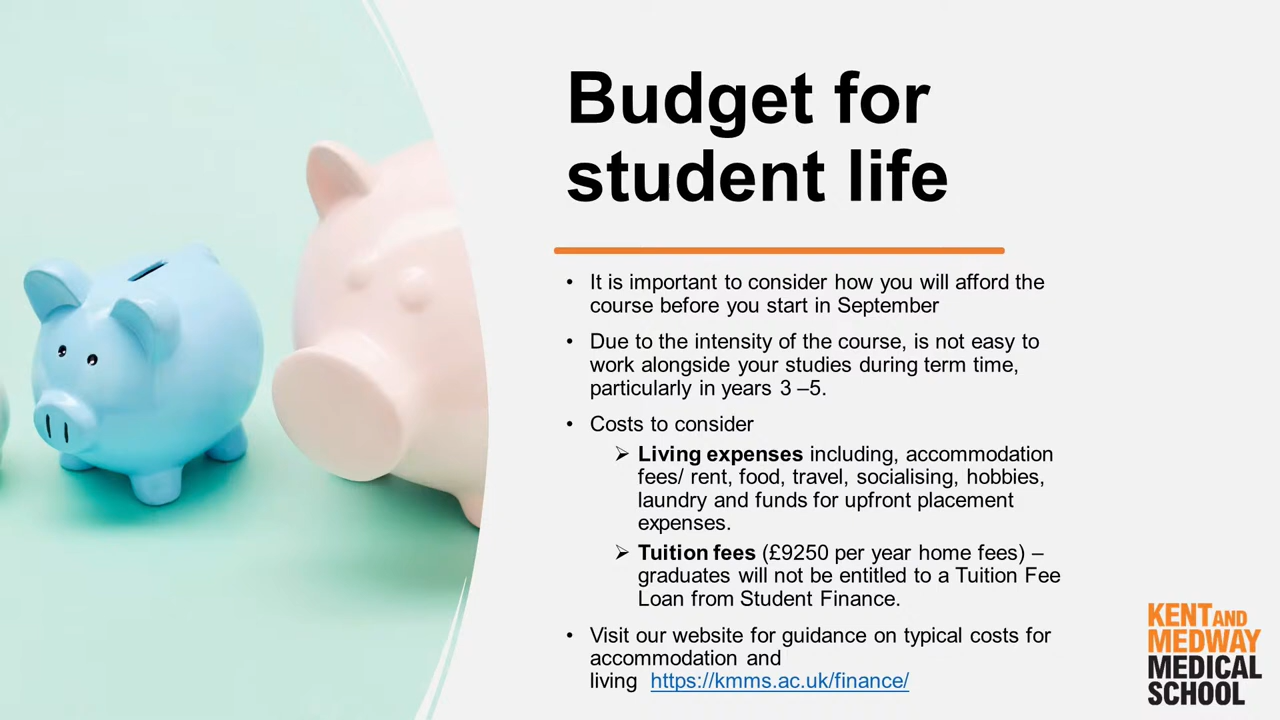 Budget for
student life
• It is important to consider how you will afford the
course before you start in September
• Due to the intensity of the course, is not easy to
work alongside your studies during term time,
particularly in years 3 –5.
• Costs to consider
➢ Living expenses including, accommodation
fees/ rent, food, travel, socialising, hobbies,
laundry and funds for upfront placement
expenses.
➢ Tuition fees (£9250 per year home fees) –
graduates will not be entitled to a Tuition Fee
Loan from Student Finance.
• Visit our website for guidance on typical costs for
accommodation and
living https://kmms.ac.uk/finance/
KENT AND
MEDWAY
MEDICAL
SCHOOL